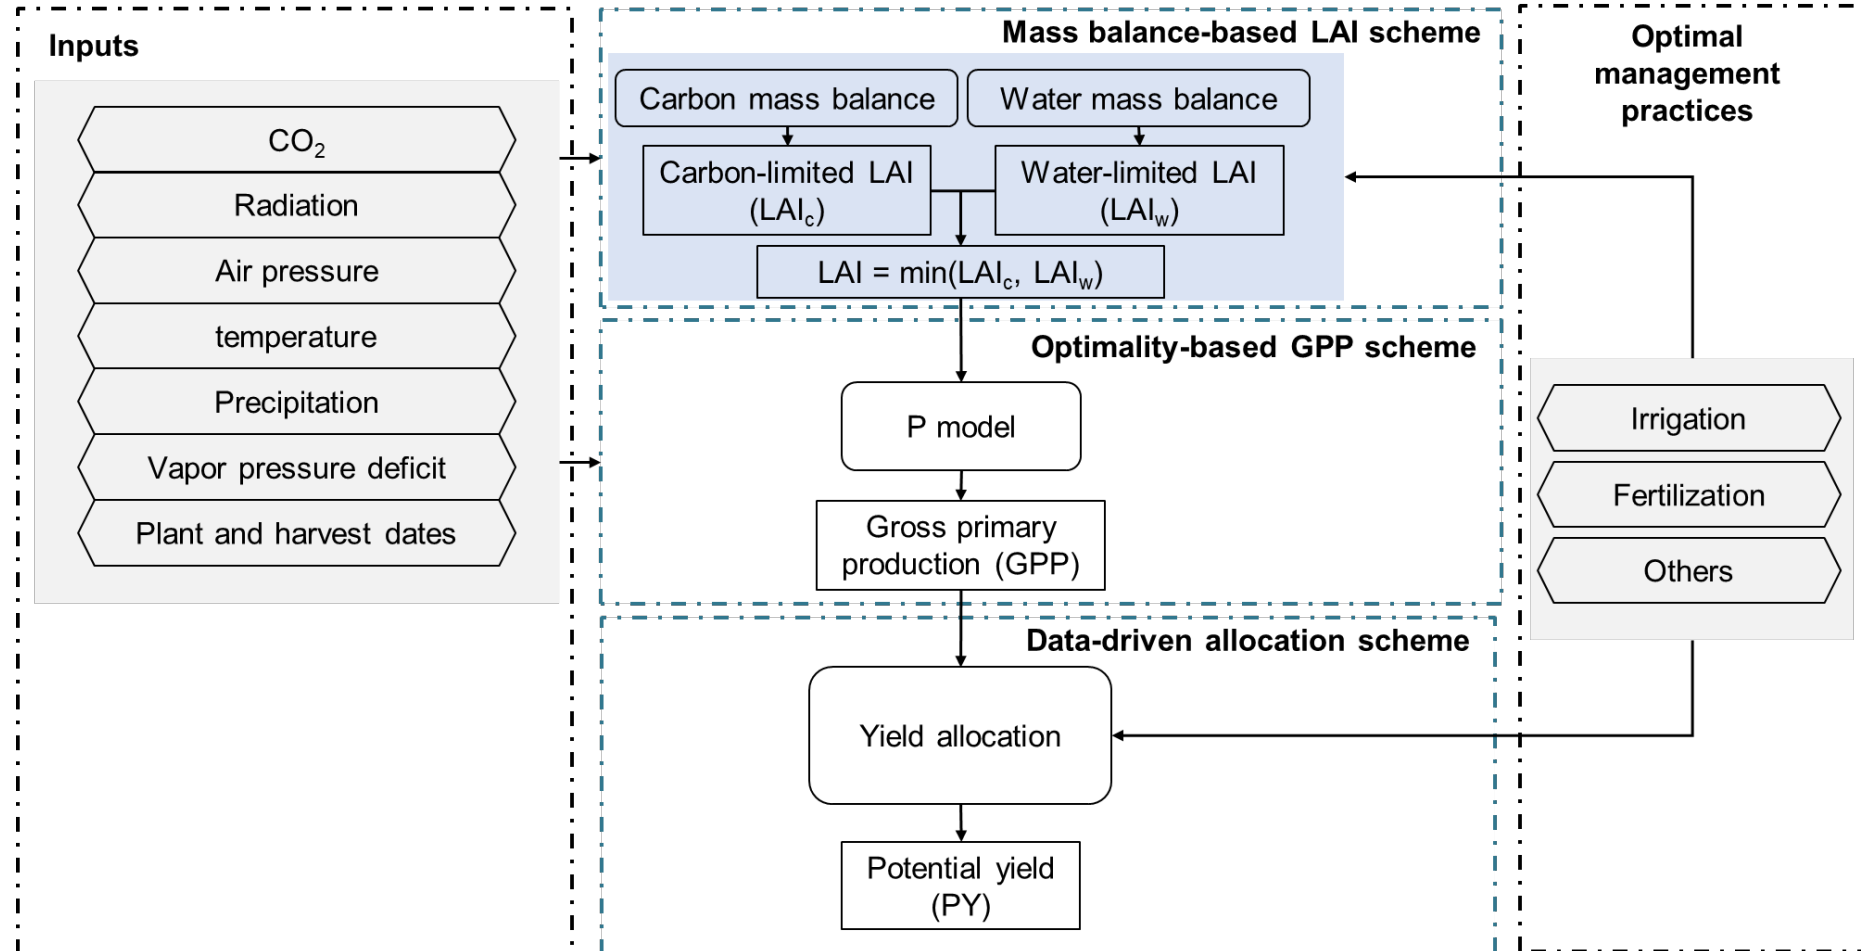 Inputs
CO₂
Radiation
Air pressure
temperature
Precipitation
Vapor pressure deficit
Plant and harvest dates
Mass balance-based LAI scheme
Carbon mass balance
Water mass balance
Carbon-limited LAI
(LAI꜀)
Water-limited LAI
(LAIw)
LAI = min(LAIc, LAIw)
Optimality-based GPP scheme
P model
Gross primary
production (GPP)
Data-driven allocation scheme
Yield allocation
Potential yield
(PY)
Optimal
management
practices
Irrigation
Fertilization
Others